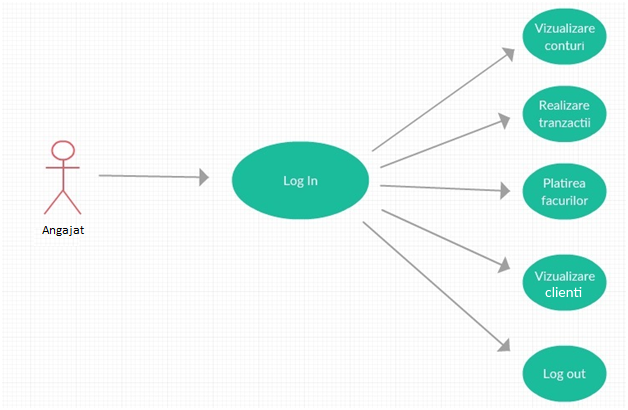 Vizualizare
conturi
Realizare
tranzactii
Log In
Platirea
facurilor
Angajat
Vizualizare
clienti
Log out